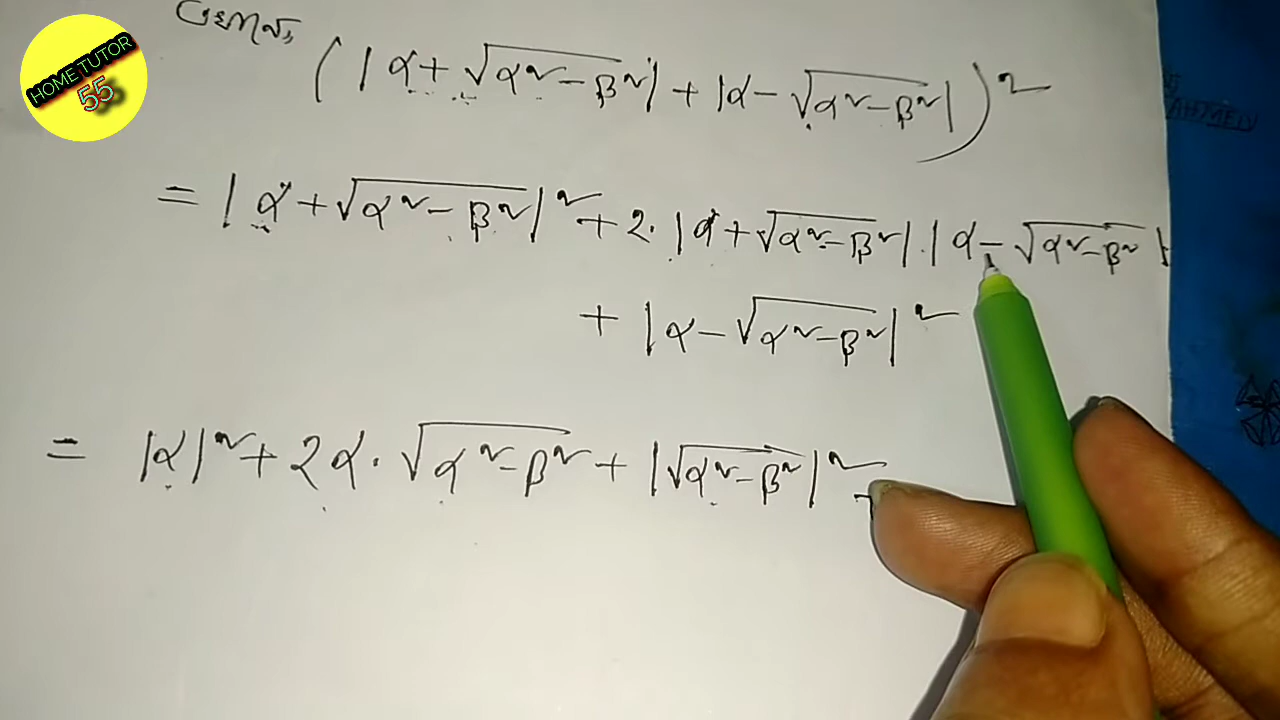 HOME TUTOR
55
(|α+√(α²-β²)|+|α-√(α²-β²)|)²
AHMED
=|α+√(α²-β²)|²+2.|α+√(α²-β²)|.|α-√(α²-β²)|
+|α-√(α²-β²)|²
=|α|²+2α.√(α²-β²)+|√(α²-β²)|²